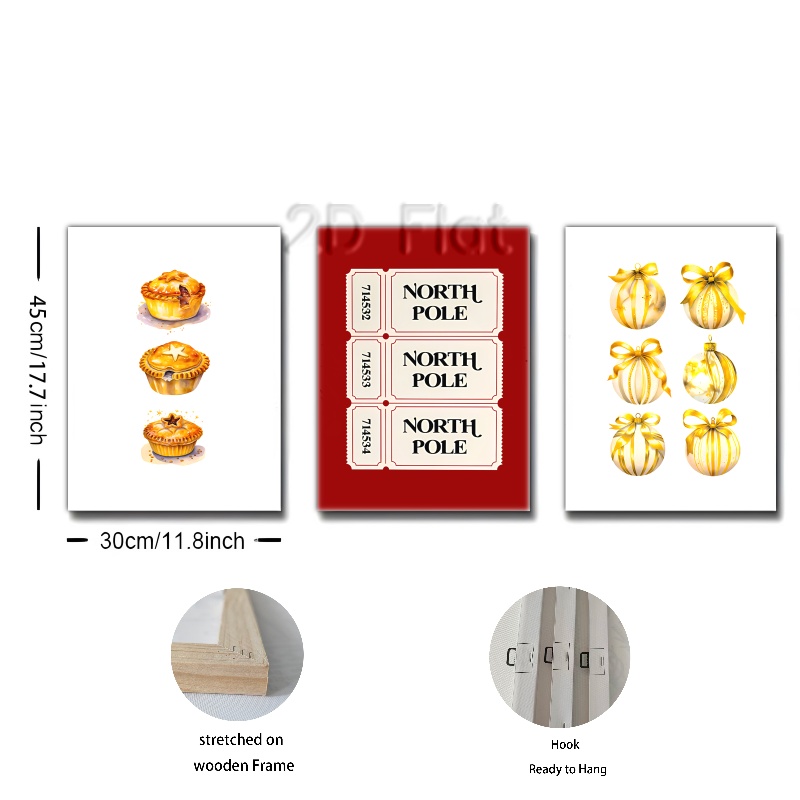 2D Flat
714532
NORTH
POLE
714533
NORTH
POLE
714534
NORTH
POLE
45cm/17.7inch
30cm/11.8inch
stretched on
wooden Frame
Hook
Ready to Hang